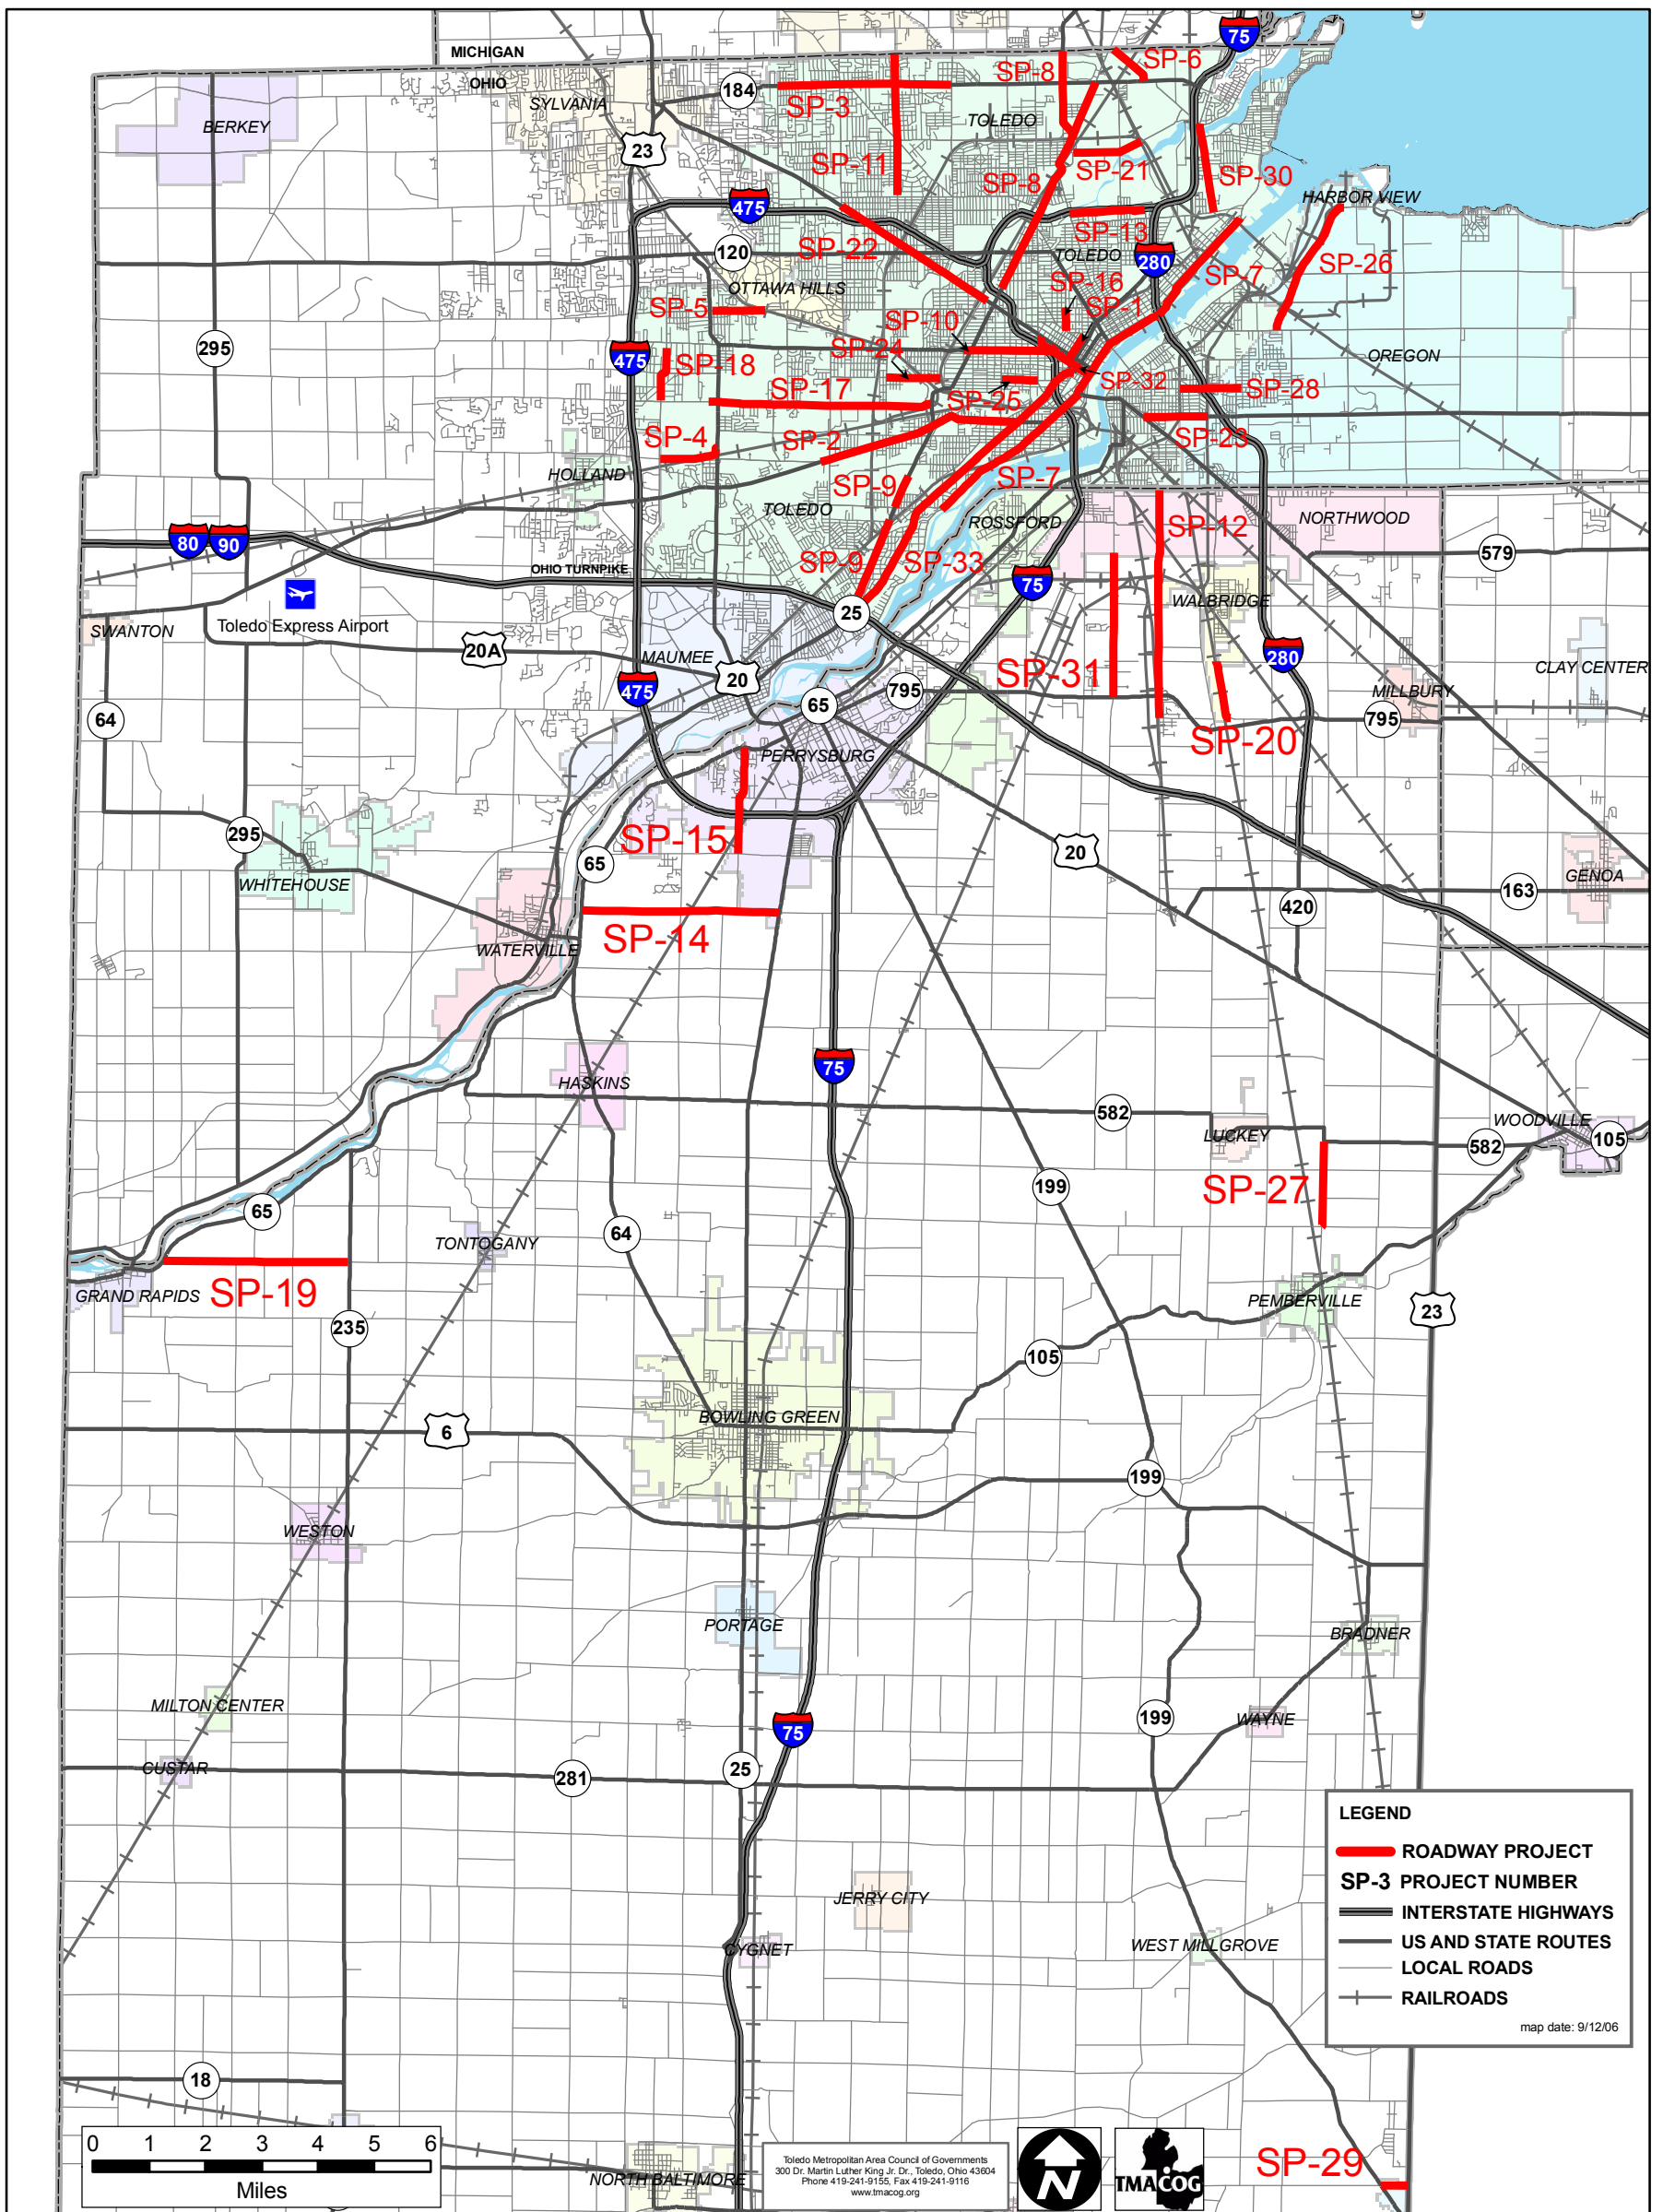 75
MICHIGAN
OHIO
SP-6
SP-8
184
SP-3
SYLVANIA
TOLEDO
BERKEY
23
SP-11
SP-21
SP-8
SP-30
HARBOR VIEW
475
SP-13
SP-22
120
TOLEDO
280
SP-7
SP-26
OTTAWA HILLS
SP-16
SP-5
SP-1
SP-10
295
SP-24
475
SP-18
OREGON
SP-17
SP-25
SP-32
SP-28
SP-4
SP-2
SP-23
HOLLAND
SP-9
SP-7
TOLEDO
ROSSFORD
SP-12
NORTHWOOD
80
90
579
OHIO TURNPIKE
SP-9
SP-33
75
WALBRIDGE
25
Toledo Express Airport
SWANTON
20A
MAUMEE
20
SP-31
280
CLAY CENTER
475
795
MILLBURY
64
65
795
SP-20
PERRYSBURG
295
SP-15
65
20
WHITEHOUSE
GENOA
163
420
SP-14
WATERVILLE
75
HASKINS
582
WOODVILLE
LUCKEY
582
105
199
SP-27
65
64
TONTOGANY
GRAND RAPIDS
SP-19
PEMBERVILLE
23
235
105
BOWLING GREEN
6
199
WESTON
PORTAGE
BRADNER
MILTON CENTER
75
199
WAYNE
CUSTAR
281
25
LEGEND
ROADWAY PROJECT
SP-3 PROJECT NUMBER
INTERSTATE HIGHWAYS
US AND STATE ROUTES
LOCAL ROADS
RAILROADS
map date: 9/12/06
JERRY CITY
CYGNET
WEST MILLGROVE
18
0 1 2 3 4 5 6
Miles
NORTH BALTIMORE
Toledo Metropolitan Area Council of Governments
300 Dr. Martin Luther King Jr. Dr., Toledo, Ohio 43604
Phone 419-241-9155, Fax 419-241-9116
www.tmacog.org
N
TMACOG
SP-29